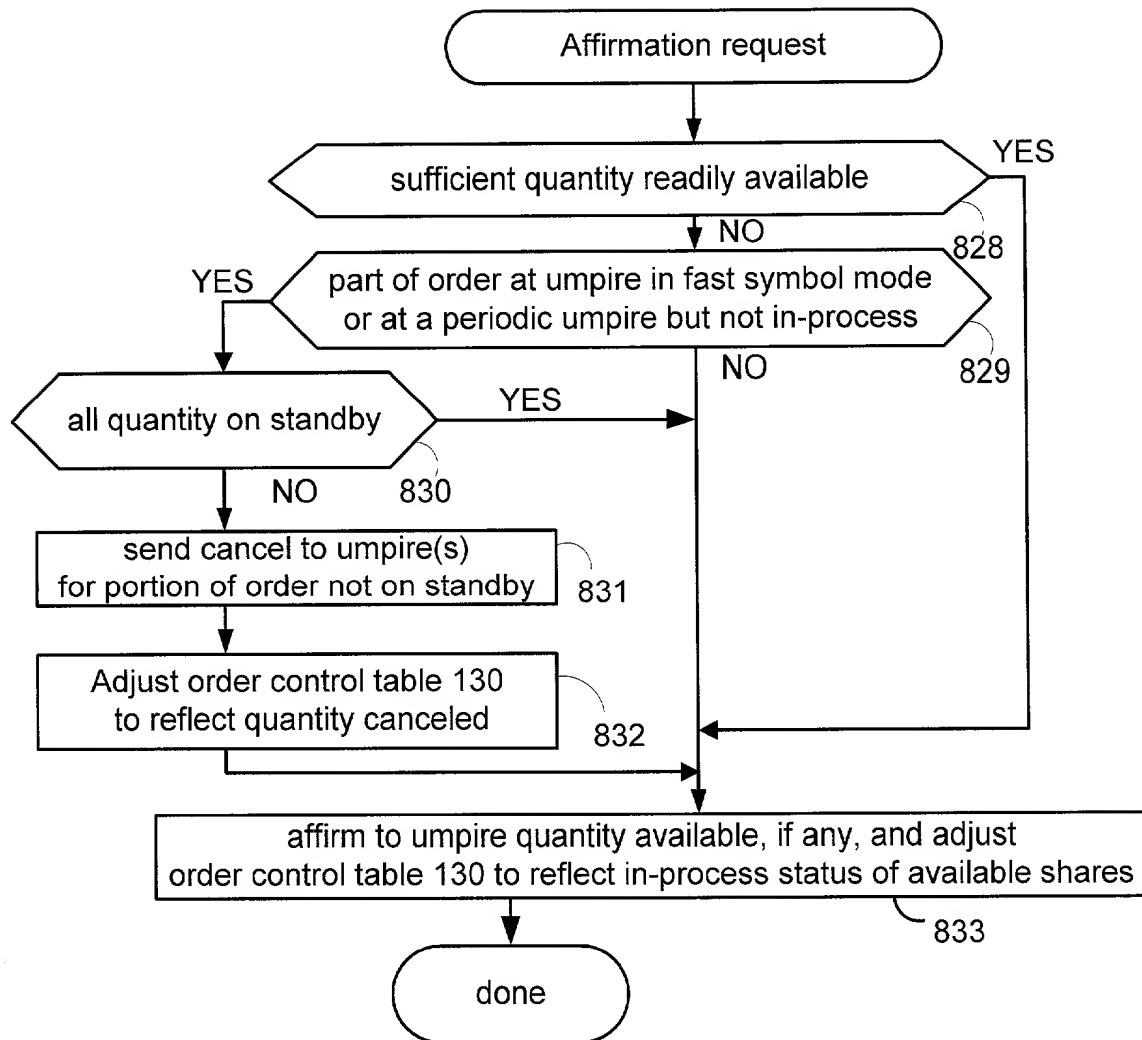 Affirmation request
YES
sufficient quantity readily available
NO
828
YES
part of order at umpire in fast symbol mode
or at a periodic umpire but not in-process
NO
829
all quantity on standby
YES
NO
830
send cancel to umpire(s)
for portion of order not on standby
831
Adjust order control table 130
to reflect quantity canceled
832
affirm to umpire quantity available, if any, and adjust
order control table 130 to reflect in-process status of available shares
833
done